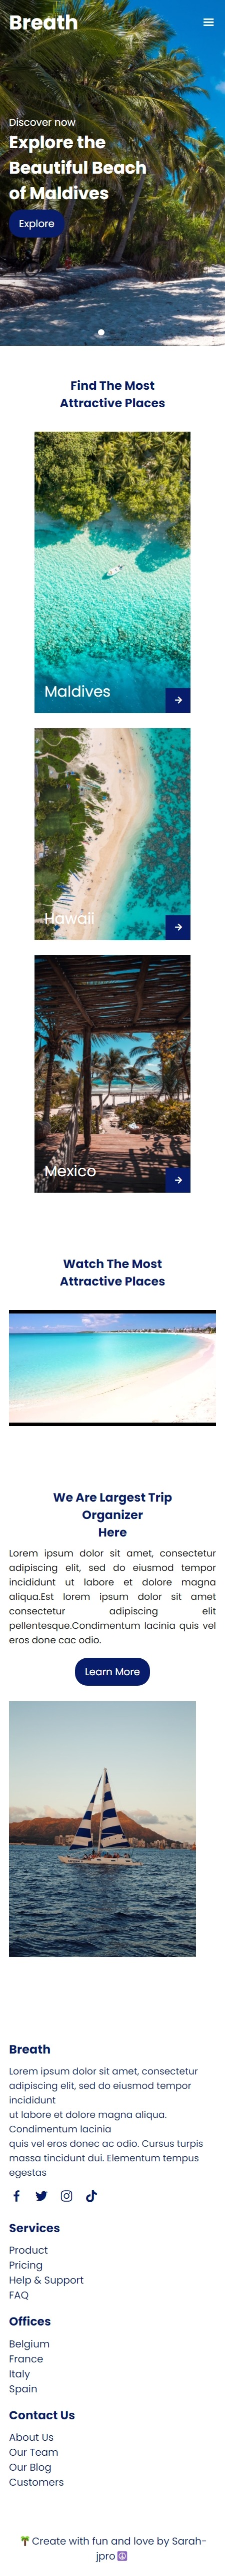 Breath
Discover now
Explore the
Beautiful Beach
of Maldives
Explore
Find The Most
Attractive Places
Maldives
Hawaii
Mexico
Watch The Most
Attractive Places
We Are Largest Trip
Organizer
Here
Lorem ipsum dolor sit amet, consectetur
adipiscing elit, sed do eiusmod tempor
incididunt ut labore et dolore magna
aliqua.Est lorem ipsum dolor sit amet
consectetur adipiscing elit
pellentesque.Condimentum lacinia quis vel
eros done cac odio.
Learn More
Breath
Lorem ipsum dolor sit amet, consectetur
adipiscing elit, sed do eiusmod tempor
incididunt
ut labore et dolore magna aliqua.
Condimentum lacinia
quis vel eros donec ac odio. Cursus turpis
massa tincidunt dui. Elementum tempus
egestas
Services
Product
Pricing
Help & Support
FAQ
Offices
Belgium
France
Italy
Spain
Contact Us
About Us
Our Team
Our Blog
Customers
🌴Create with fun and love by Sarah-
jpro☮️